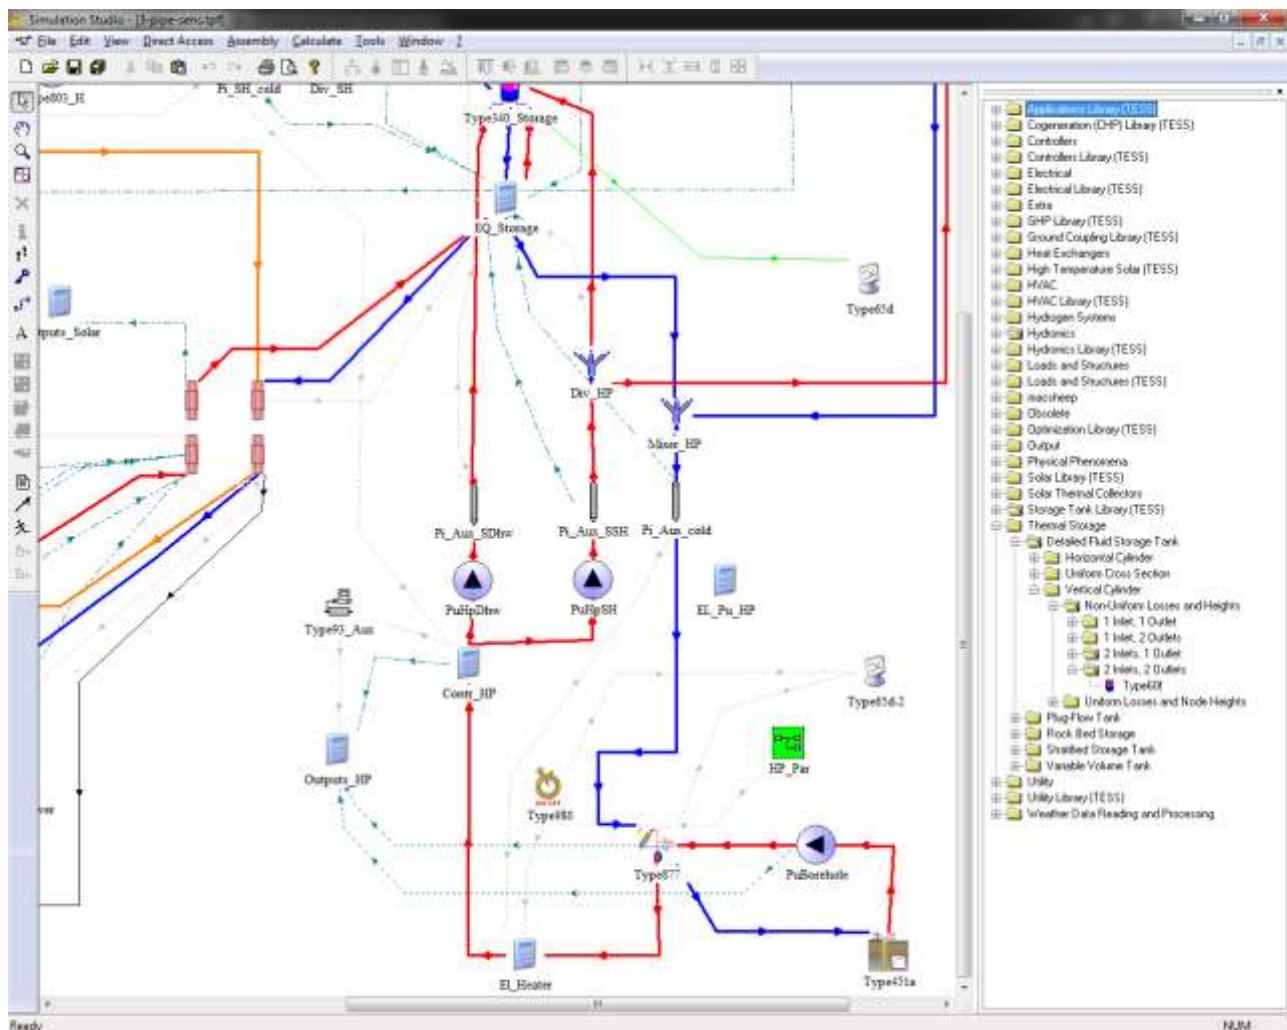 Simulation Studio - [3-pipe-sens.tpf]
File Edit View Direct Access Assembly Calculate Tools Window ?
Type803_H
Pi_SH_cold
Div_SH
Type340_Storage
EQ_Storage
Type65d
Outputs_Solar
Div_HP
Mixer_HP
Pi_Aux_SDhw
Pi_Aux_SSH
Pi_Aux_cold
PuHpDhw
PuHpSH
EL_Pu_HP
Type93_Aux
Contr_HP
Type65d-2
Outputs_HP
HP_Par
Type988
Type877
PuBorehole
El_Heater
Type451a
Applications Library (TESS)
Cogeneration (CHP) Library (TESS)
Controllers
Controllers Library (TESS)
Electrical
Electrical Library (TESS)
Extra
GHP Library (TESS)
Ground Coupling Library (TESS)
Heat Exchangers
High Temperature Solar (TESS)
HVAC
HVAC Library (TESS)
Hydrogen Systems
Hydronics
Hydronics Library (TESS)
Loads and Structures
Loads and Structures (TESS)
macsheep
Obsolete
Optimization Library (TESS)
Output
Physical Phenomena
Solar Library (TESS)
Solar Thermal Collectors
Storage Tank Library (TESS)
Thermal Storage
Detailed Fluid Storage Tank
Horizontal Cylinder
Uniform Cross Section
Vertical Cylinder
Non-Uniform Losses and Heights
1 Inlet, 1 Outlet
1 Inlet, 2 Outlets
2 Inlets, 1 Outlet
2 Inlets, 2 Outlets
Type60f
Uniform Losses and Node Heights
Plug-Flow Tank
Rock Bed Storage
Stratified Storage Tank
Variable Volume Tank
Utility
Utility Library (TESS)
Weather Data Reading and Processing
Ready
NUM